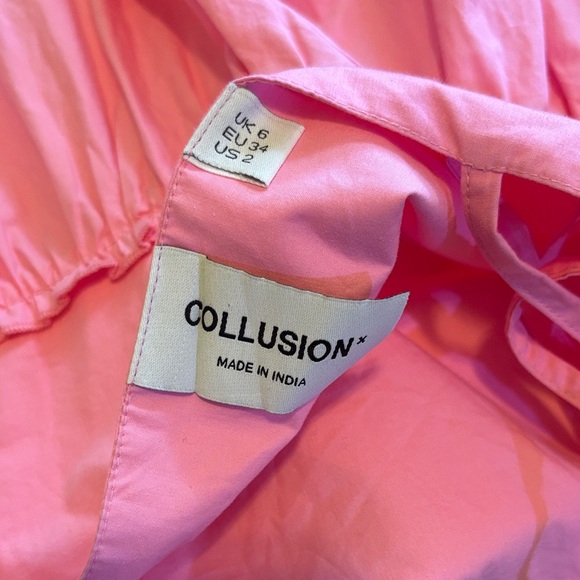 UK 6
EU 34
US 2
COLLUSION×
MADE IN INDIA